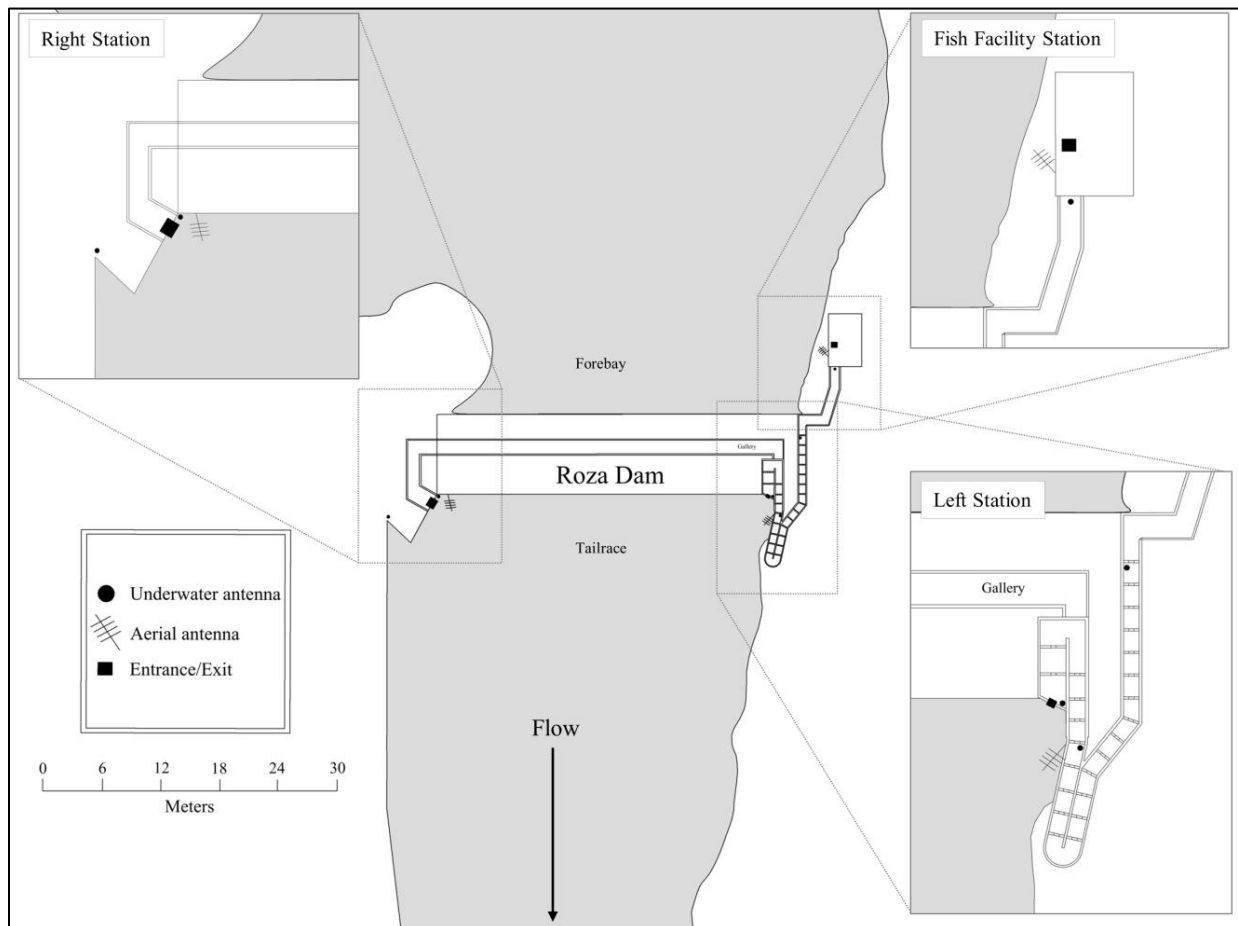 Right Station
Fish Facility Station
Forebay
Gallery
Roza Dam
Tailrace
Left Station
Gallery
Underwater antenna
Aerial antenna
Entrance/Exit
Flow
0 6 12 18 24 30
Meters